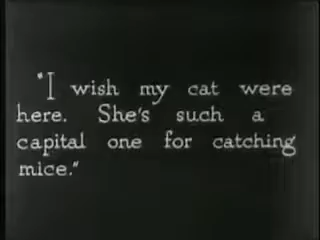 "I wish my cat were
here. She's such a
capital one for catching
mice."